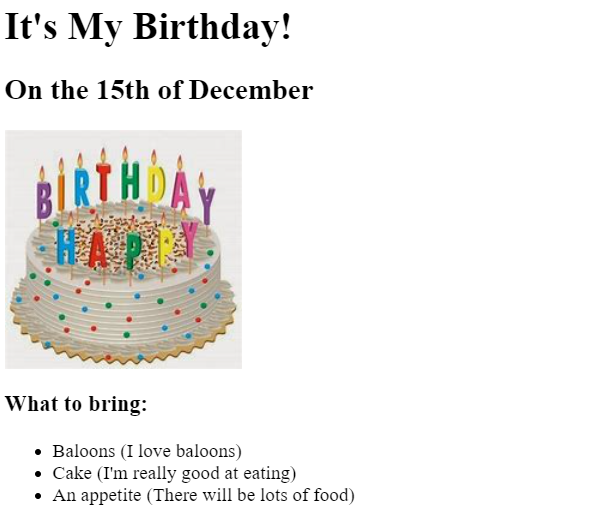 It's My Birthday!
On the 15th of December
BIRTHDAY
HAPPY
What to bring:
Baloons (I love baloons)
Cake (I'm really good at eating)
An appetite (There will be lots of food)